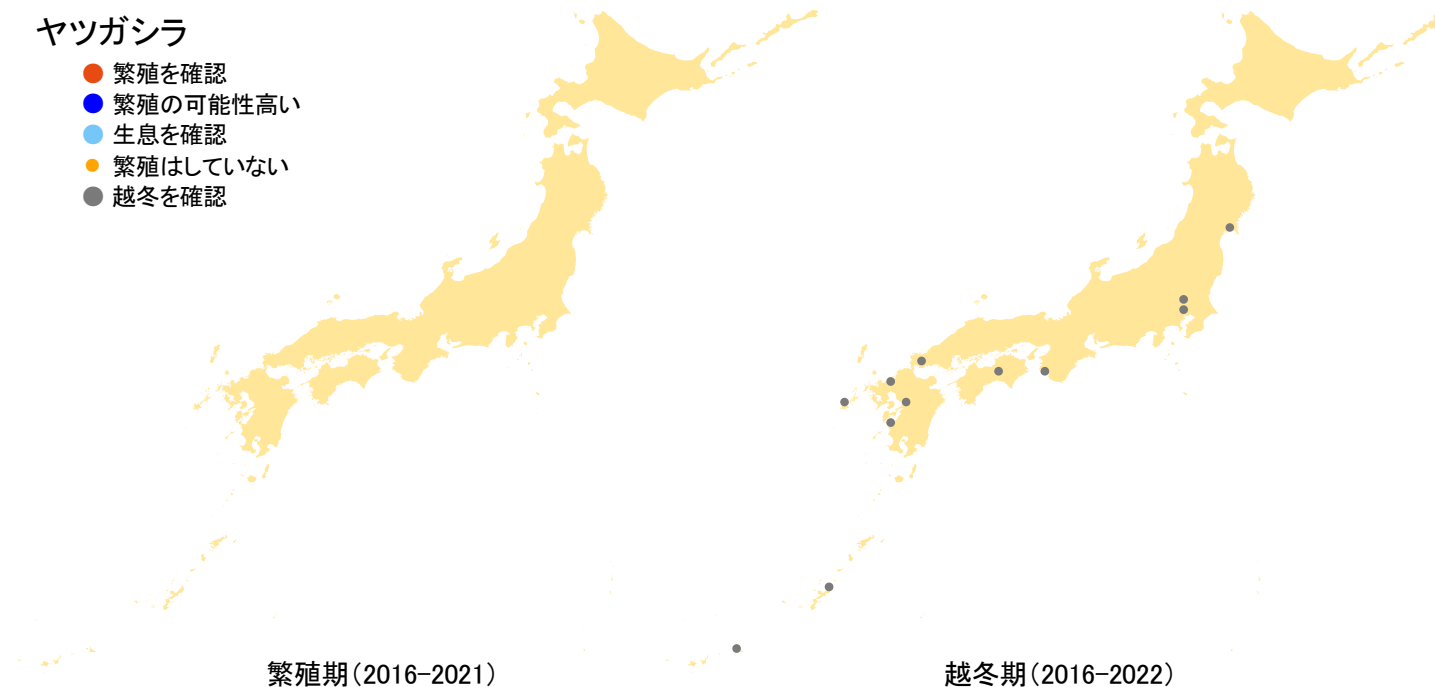 ヤツガシラ
繁殖を確認
繁殖の可能性高い
生息を確認
繁殖はしていない
越冬を確認
繁殖期(2016-2021)
越冬期(2016-2022)